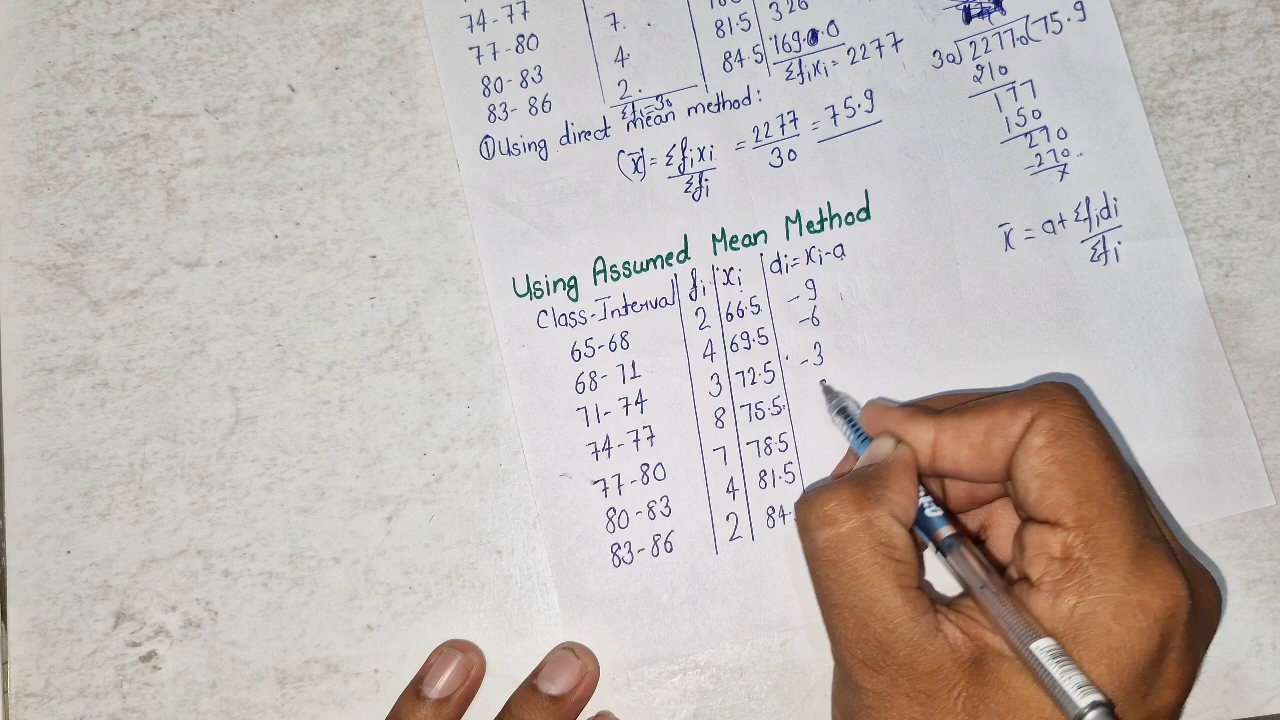 74-77 7. 81.5 326
77-80 4. 84.5 169.0
80-83 2. Σfixi = 2277
83-86 Σfi=30
①Using direct mean method:
(x̄) = Σfixi / Σfi = 2277 / 30 = 75.9
30)2277.0(75.9
210
177
150
270
-270
x
x̄ = a+ Σfidi / Σfi
Using Assumed Mean Method
Class-Interval fi xi di=xi-a
65-68 2 66.5 -9
68-71 4 69.5 -6
71-74 3 72.5 -3
74-77 8 75.5
77-80 7 78.5
80-83 4 81.5
83-86 2 84.